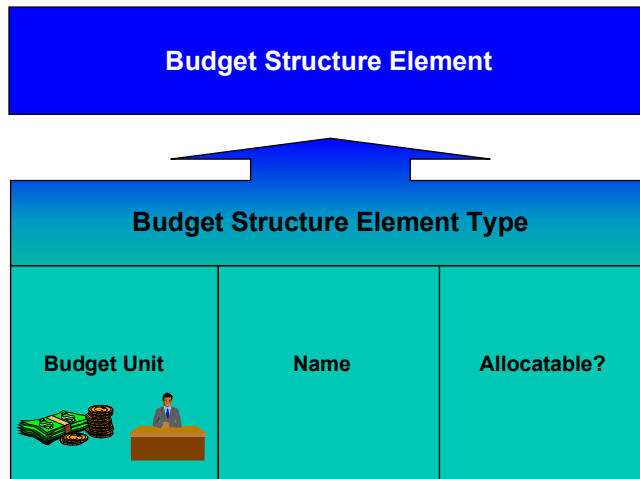 Budget Structure Element
Budget Structure Element Type
Budget Unit
Name
Allocatable?